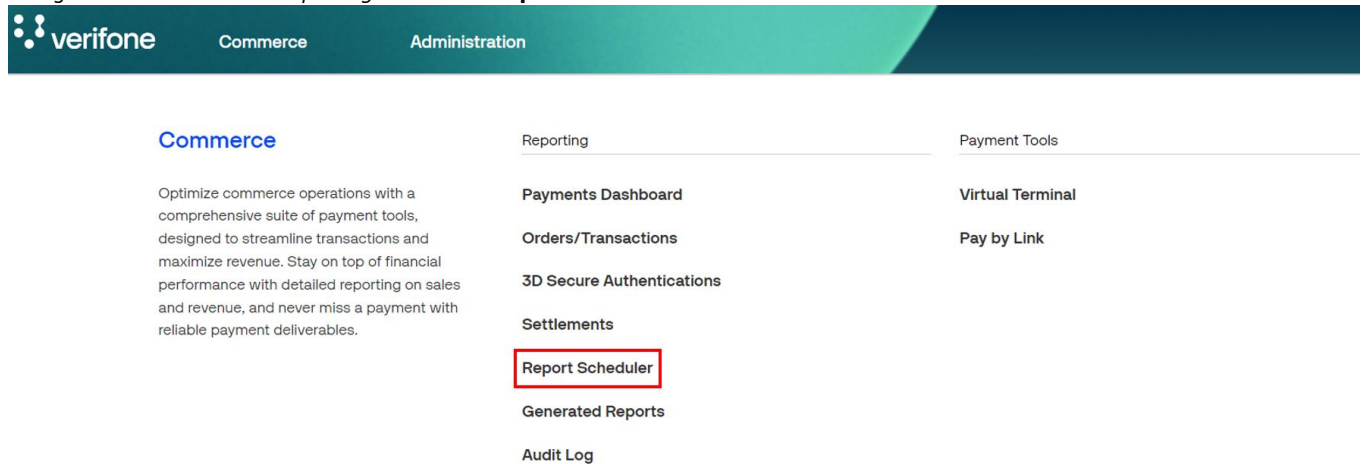 verifone
Commerce
Administration
Commerce
Optimize commerce operations with a
comprehensive suite of payment tools,
designed to streamline transactions and
maximize revenue. Stay on top of financial
performance with detailed reporting on sales
and revenue, and never miss a payment with
reliable payment deliverables.
Reporting
Payments Dashboard
Orders/Transactions
3D Secure Authentications
Settlements
Report Scheduler
Generated Reports
Audit Log
Payment Tools
Virtual Terminal
Pay by Link